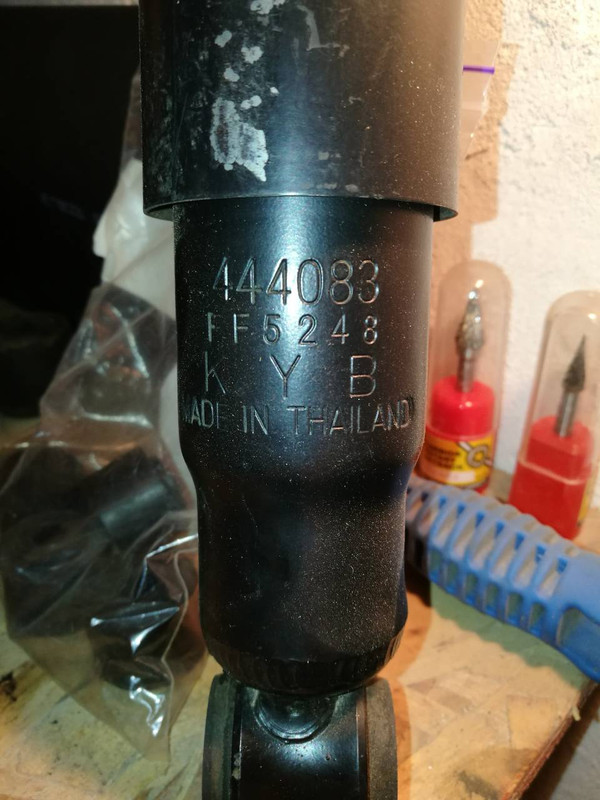 444083
FF5248
K Y B
MADE IN THAILAND